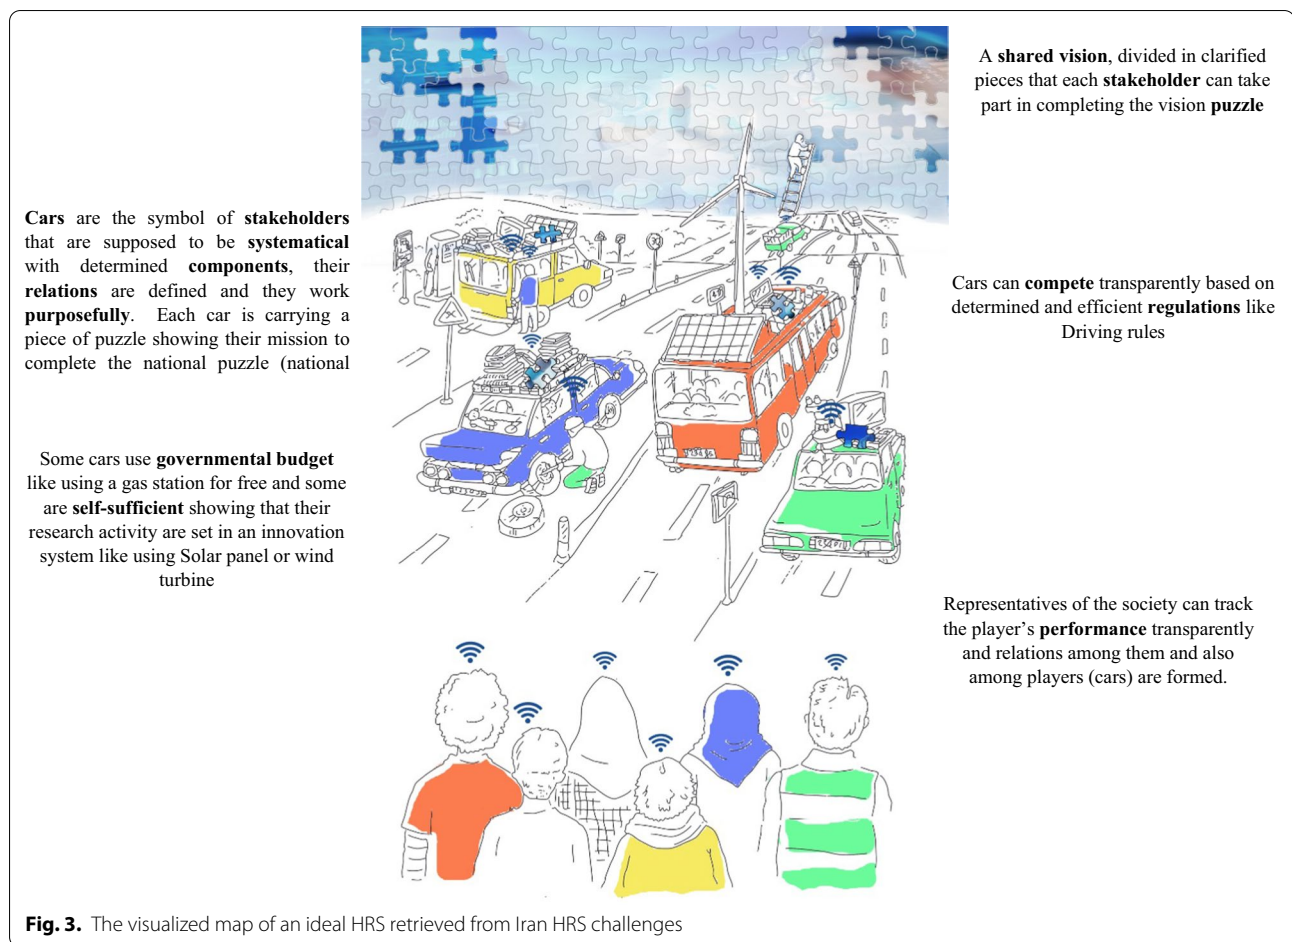 A shared vision, divided in clarified
pieces that each stakeholder can take
part in completing the vision puzzle
Cars are the symbol of stakeholders
that are supposed to be systematical
with determined components, their
relations are defined and they work
purposefully. Each car is carrying a
piece of puzzle showing their mission to
complete the national puzzle (national
Cars can compete transparently based on
determined and efficient regulations like
Driving rules
Some cars use governmental budget
like using a gas station for free and some
are self-sufficient showing that their
research activity are set in an innovation
system like using Solar panel or wind
turbine
Representatives of the society can track
the player's performance transparently
and relations among them and also
among players (cars) are formed.
Fig. 3. The visualized map of an ideal HRS retrieved from Iran HRS challenges